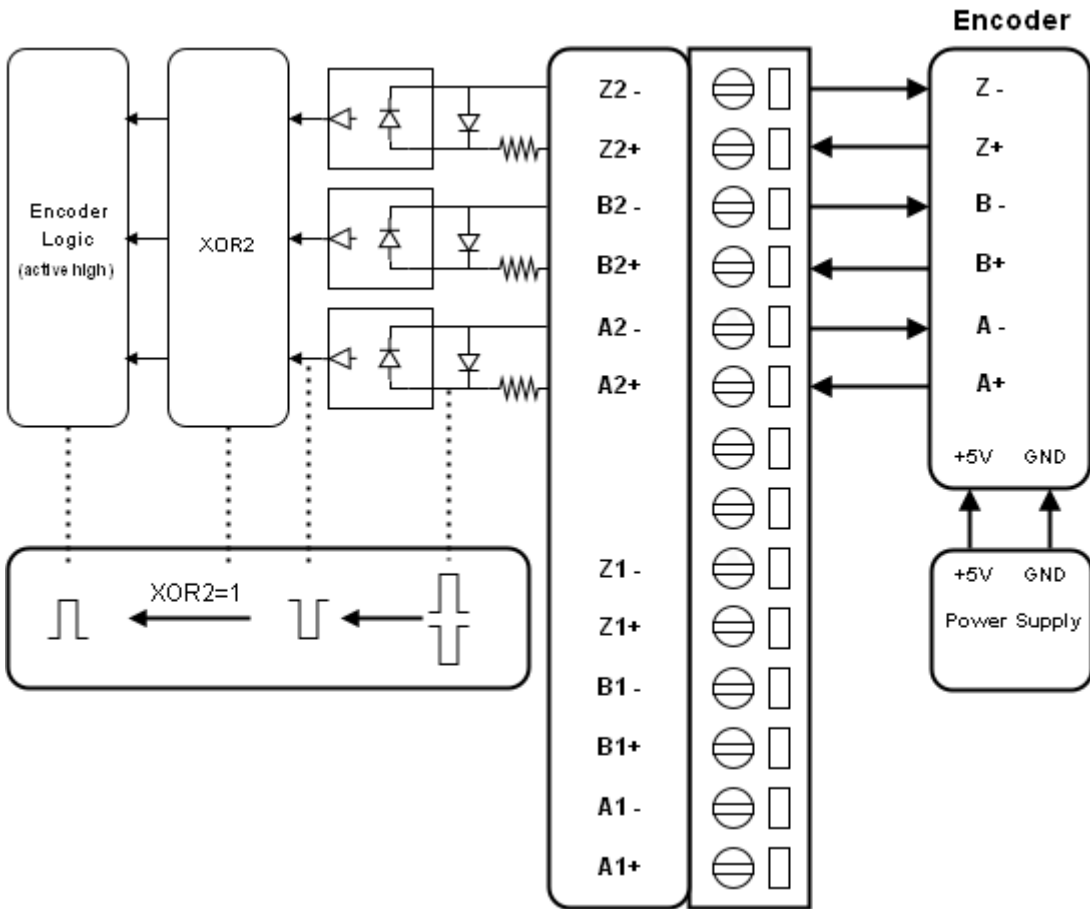 Encoder
Encoder
Logic
(active high)
XOR2
Z2 -
Z2+
B2 -
B2+
A2 -
A2+
Z1 -
Z1+
B1 -
B1+
A1 -
A1+
Z -
Z+
B -
B+
A -
A+
+5V GND
+5V GND
Power Supply
XOR2=1